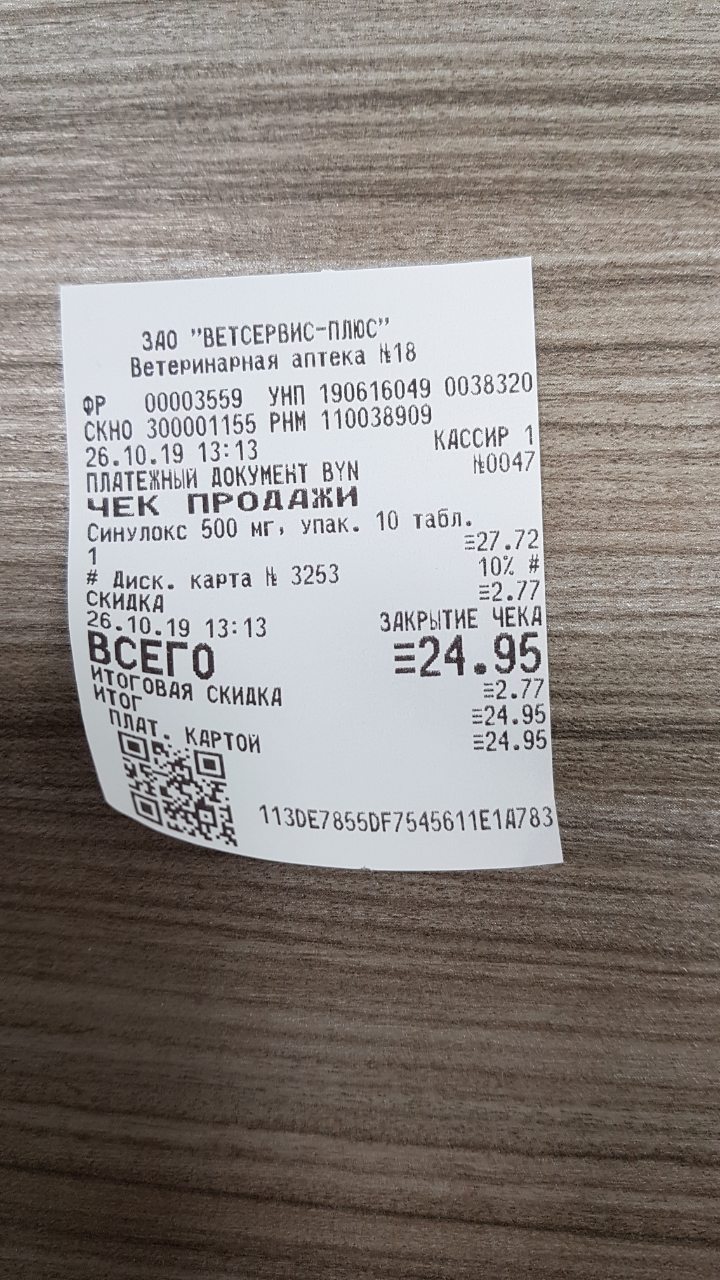 ЗАО "ВЕТСЕРВИС-ПЛЮС"
Ветеринарная аптека №18
ФР 00003559 УНП 190616049 0038320
СКНО 300001155 РНМ 110038909
26.10.19 13:13 КАССИР 1
ПЛАТЕЖНЫЙ ДОКУМЕНТ BYN №0047
ЧЕК ПРОДАЖИ
Синулокс 500 мг, упак. 10 табл.
1 ≡27.72
# Диск. карта № 3253 10% #
СКИДКА ≡2.77
26.10.19 13:13 ЗАКРЫТИЕ ЧЕКА
ВСЕГО ≡24.95
ИТОГОВАЯ СКИДКА ≡2.77
ИТОГ ≡24.95
ПЛАТ. КАРТОЙ ≡24.95
113DE7855DF7545611E1A783